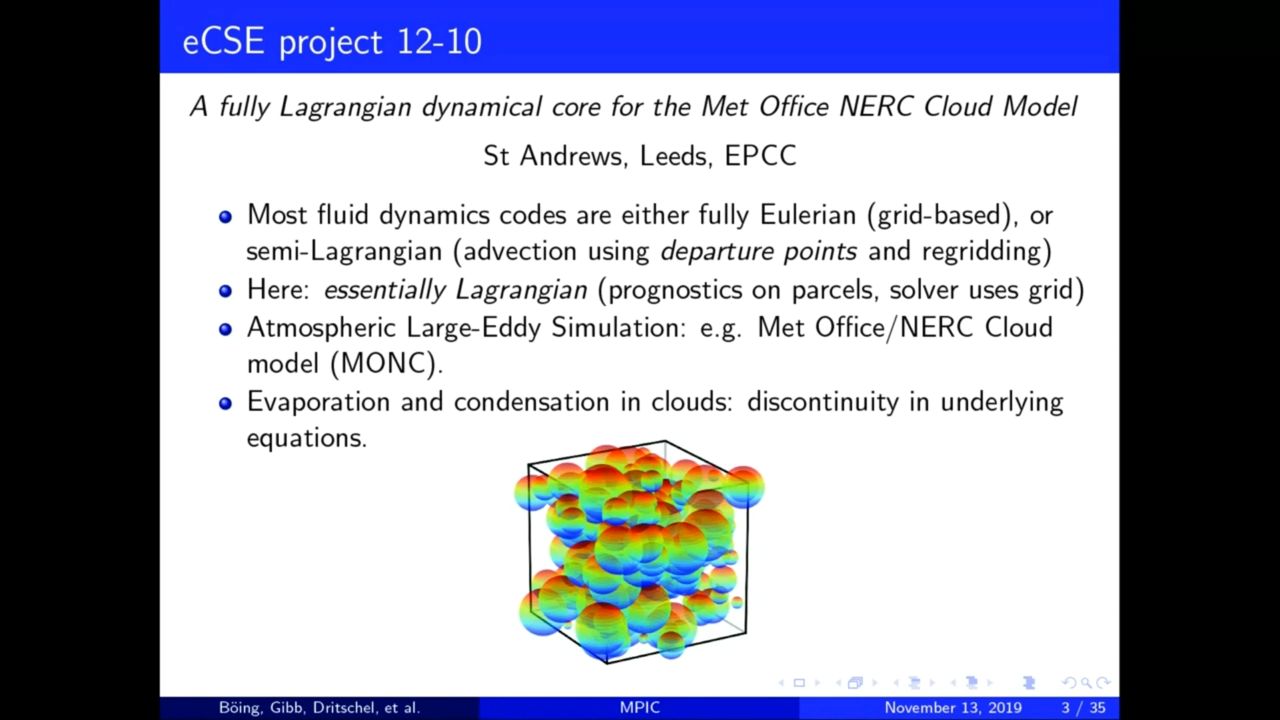 eCSE project 12-10
A fully Lagrangian dynamical core for the Met Office NERC Cloud Model
St Andrews, Leeds, EPCC
Most fluid dynamics codes are either fully Eulerian (grid-based), or
semi-Lagrangian (advection using departure points and regridding)
Here: essentially Lagrangian (prognostics on parcels, solver uses grid)
Atmospheric Large-Eddy Simulation: e.g. Met Office/NERC Cloud
model (MONC).
Evaporation and condensation in clouds: discontinuity in underlying
equations.
Böing, Gibb, Dritschel, et al. MPIC November 13, 2019 3 / 35